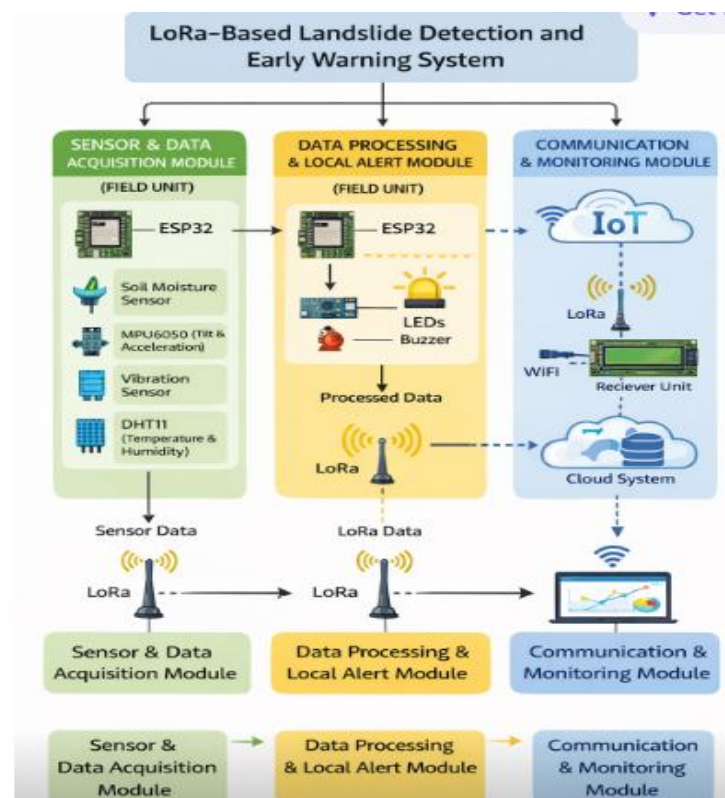 LoRa-Based Landslide Detection and
Early Warning System
SENSOR & DATA
ACQUISITION MODULE
(FIELD UNIT)
ESP32
Soil Moisture
Sensor
MPU6050 (Tilt &
Acceleration)
Vibration
Sensor
DHT11
(Temperature &
Humidity)
Sensor Data
LoRa
DATA PROCESSING
& LOCAL ALERT MODULE
(FIELD UNIT)
ESP32
LEDs
Buzzer
Processed Data
LoRa
LoRa Data
LoRa
COMMUNICATION
& MONITORING MODULE
IoT
LoRa
WIFI
Reciever Unit
Cloud System
Sensor & Data
Acquisition Module
Data Processing &
Local Alert Module
Communication &
Monitoring Module
Sensor &
Data Acquisition
Module
Data Processing
& Local Alert Module
Communication
& Monitoring
Module